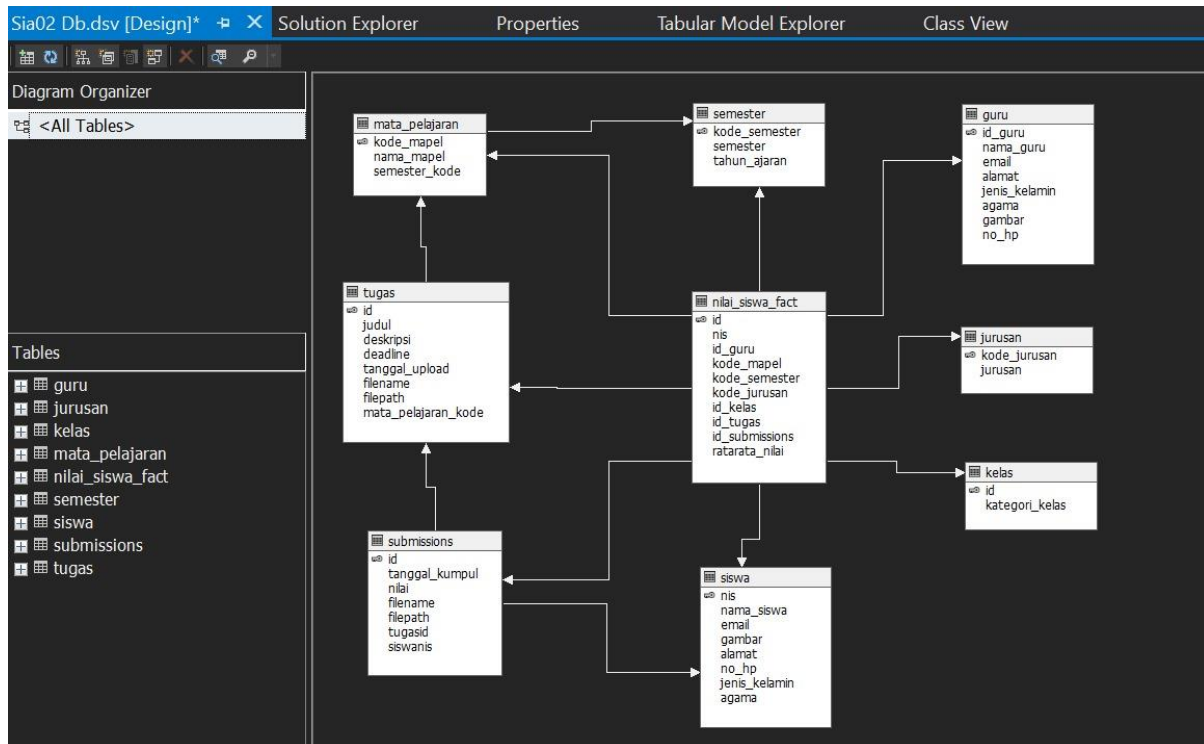 Sia02 Db.dsv [Design]*
Solution Explorer
Properties
Tabular Model Explorer
Class View
Diagram Organizer
<All Tables>
Tables
guru
jurusan
kelas
mata_pelajaran
nilai_siswa_fact
semester
siswa
submissions
tugas
mata_pelajaran
kode_mapel
nama_mapel
semester_kode
semester
kode_semester
semester
tahun_ajaran
guru
id_guru
nama_guru
email
alamat
jenis_kelamin
agama
gambar
no_hp
tugas
id
judul
deskripsi
deadline
tanggal_upload
filename
filepath
mata_pelajaran_kode
nilai_siswa_fact
id
nis
id_guru
kode_mapel
kode_semester
kode_jurusan
id_kelas
id_tugas
id_submissions
ratarata_nilai
jurusan
kode_jurusan
jurusan
kelas
id
kategori_kelas
submissions
id
tanggal_kumpul
nilai
filename
filepath
tugasid
siswanis
siswa
nis
nama_siswa
email
gambar
alamat
no_hp
jenis_kelamin
agama